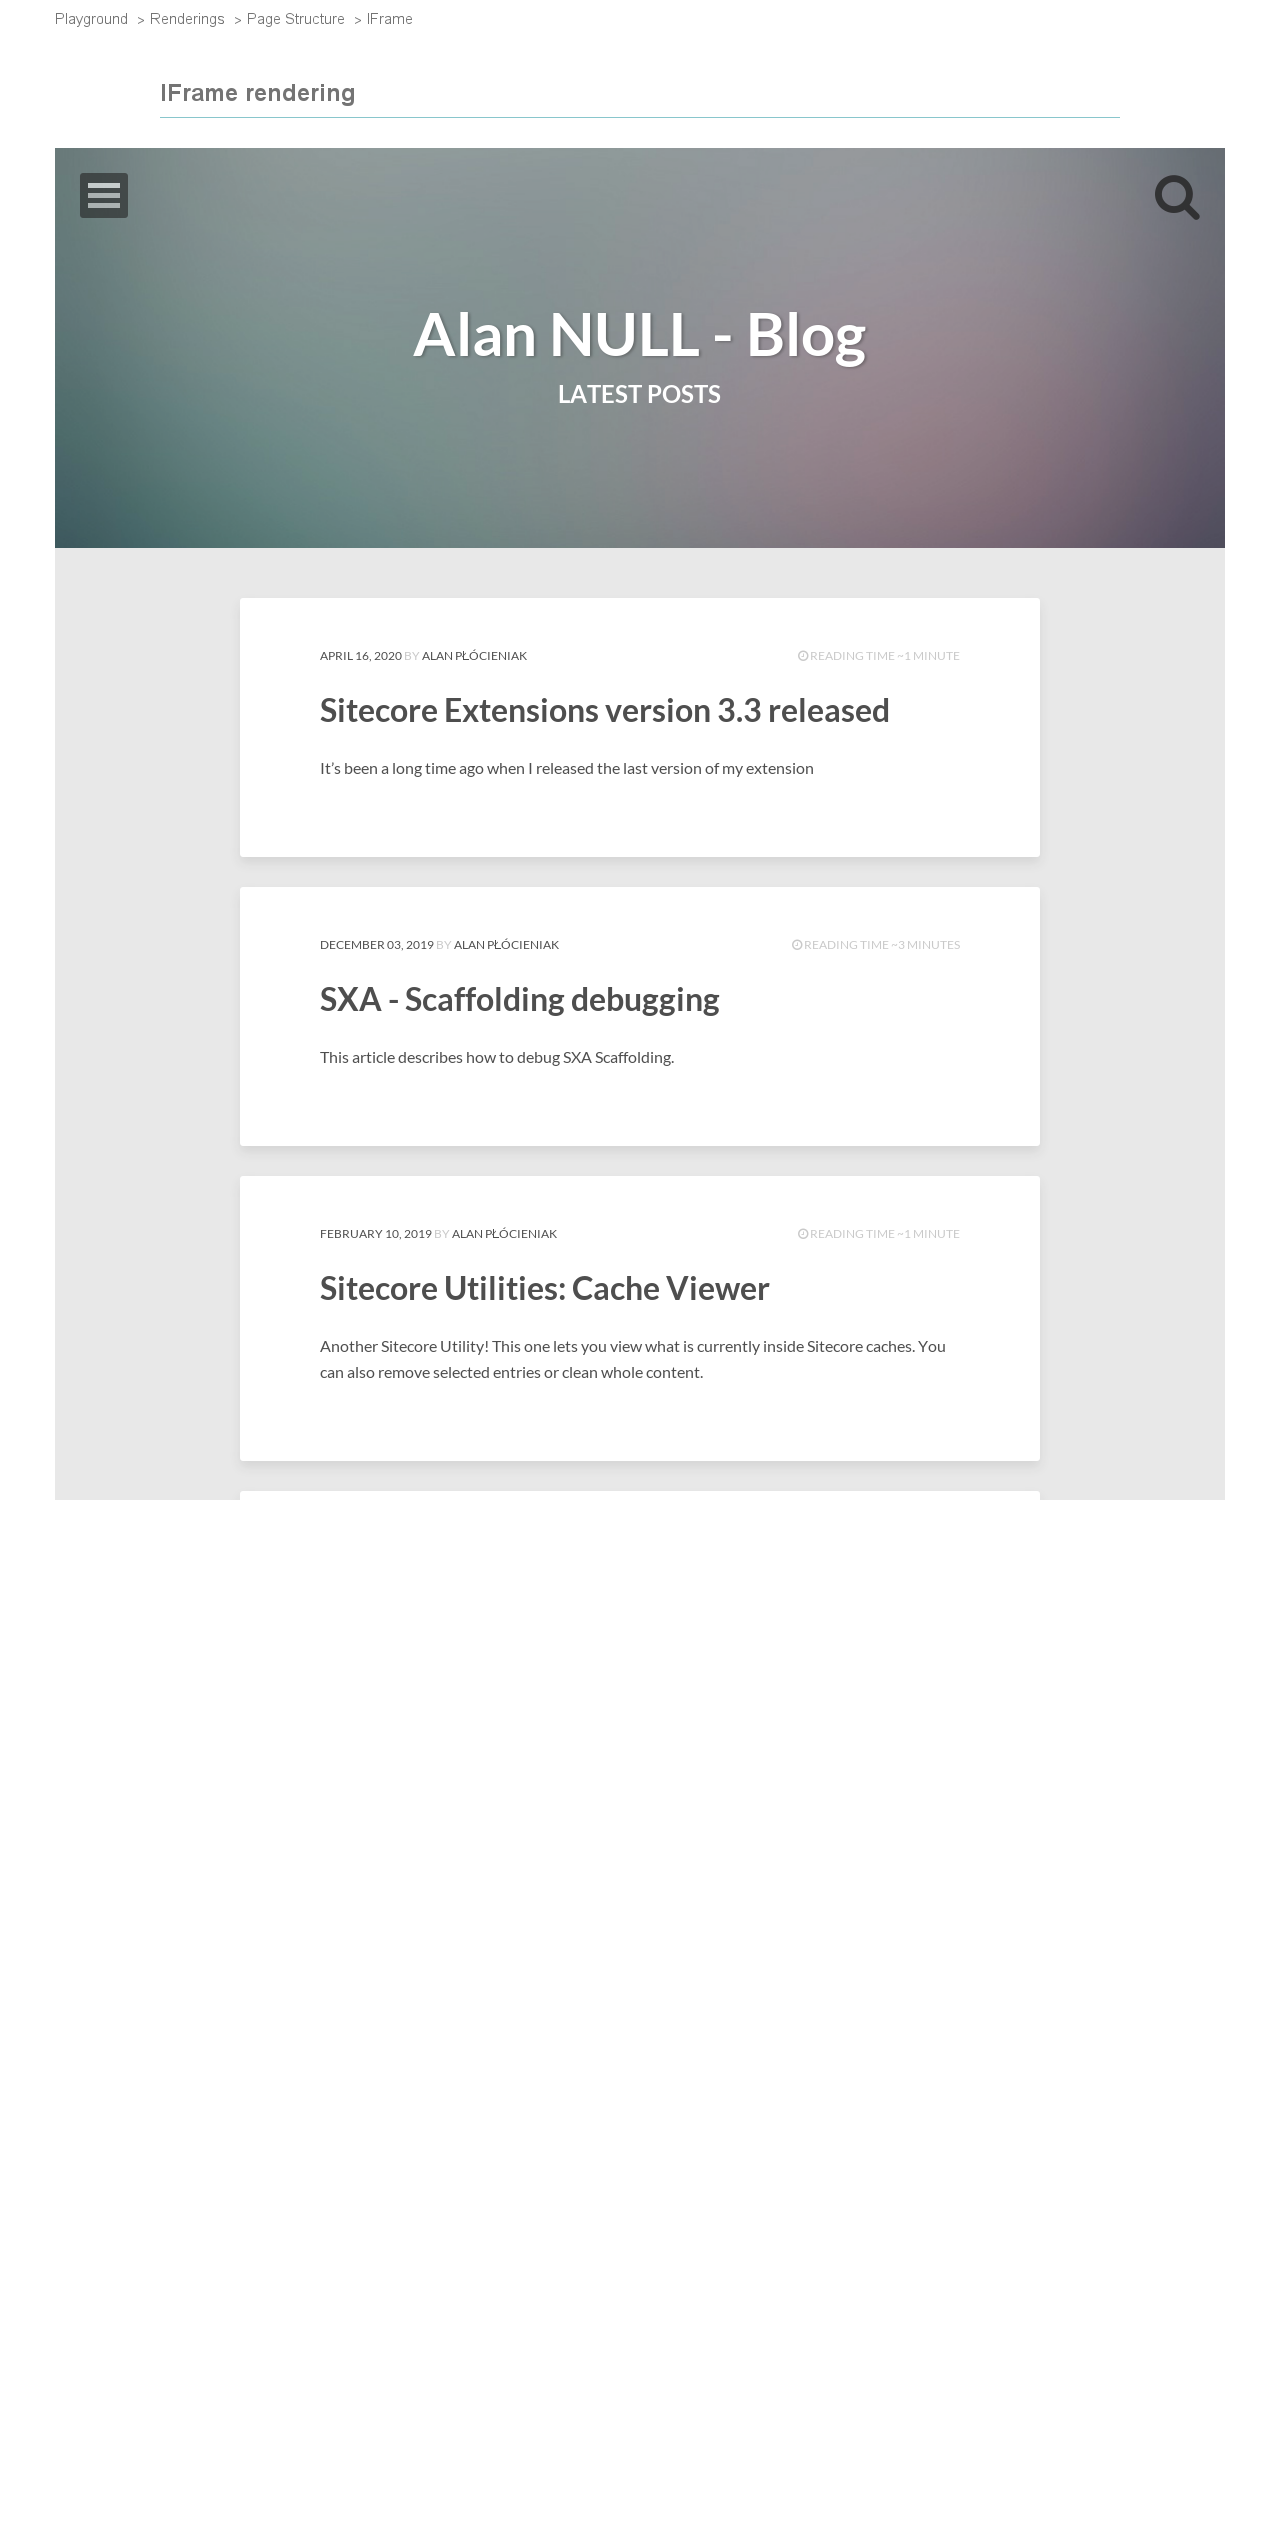 Playground > Renderings > Page Structure > IFrame
IFrame rendering
Alan NULL - Blog
LATEST POSTS
APRIL 16, 2020 BY ALAN PŁÓCIENIAK READING TIME ~1 MINUTE
Sitecore Extensions version 3.3 released
It’s been a long time ago when I released the last version of my extension
DECEMBER 03, 2019 BY ALAN PŁÓCIENIAK READING TIME ~3 MINUTES
SXA - Scaffolding debugging
This article describes how to debug SXA Scaffolding.
FEBRUARY 10, 2019 BY ALAN PŁÓCIENIAK READING TIME ~1 MINUTE
Sitecore Utilities: Cache Viewer
Another Sitecore Utility! This one lets you view what is currently inside Sitecore caches. You
can also remove selected entries or clean whole content.